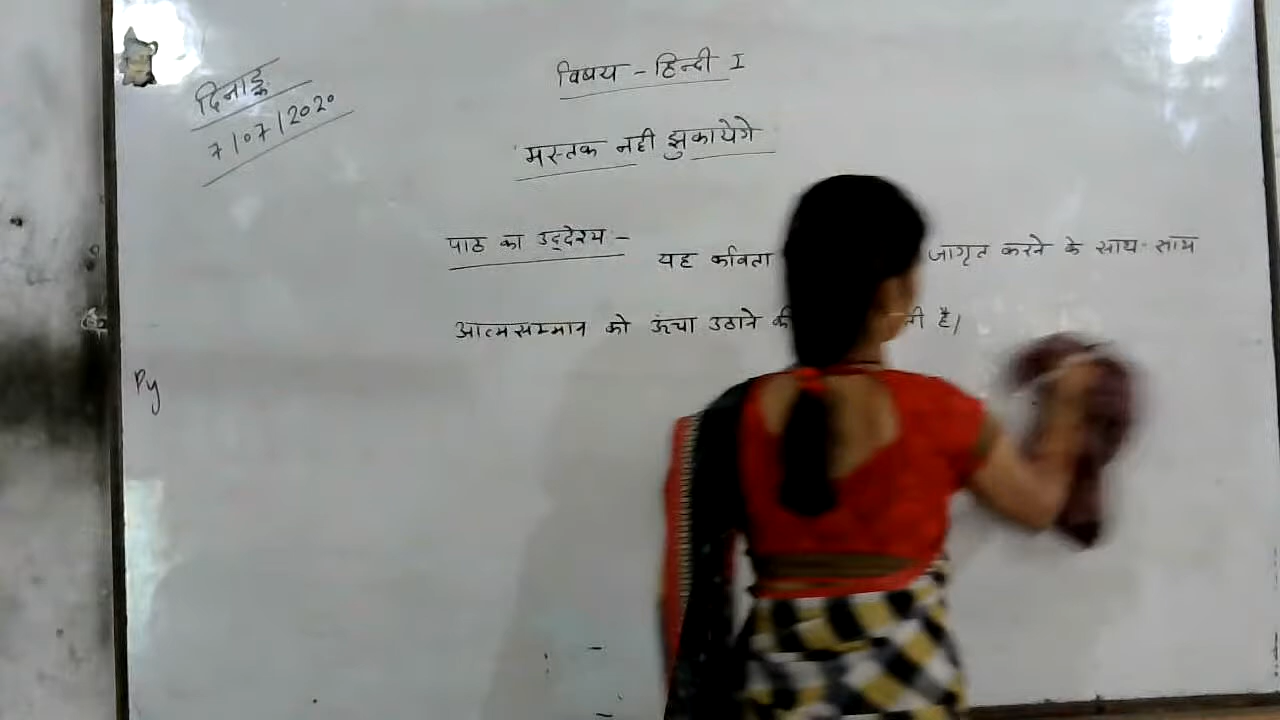 दिनाङ्क
7/07/2020
विषय - हिन्दी I
मस्तक नही झुकायेगे
पाठ का उद्देश्य -
यह कविता जागृत करने के साथ-साथ
आत्मसम्मान को ऊंचा उठाने की है।
Py